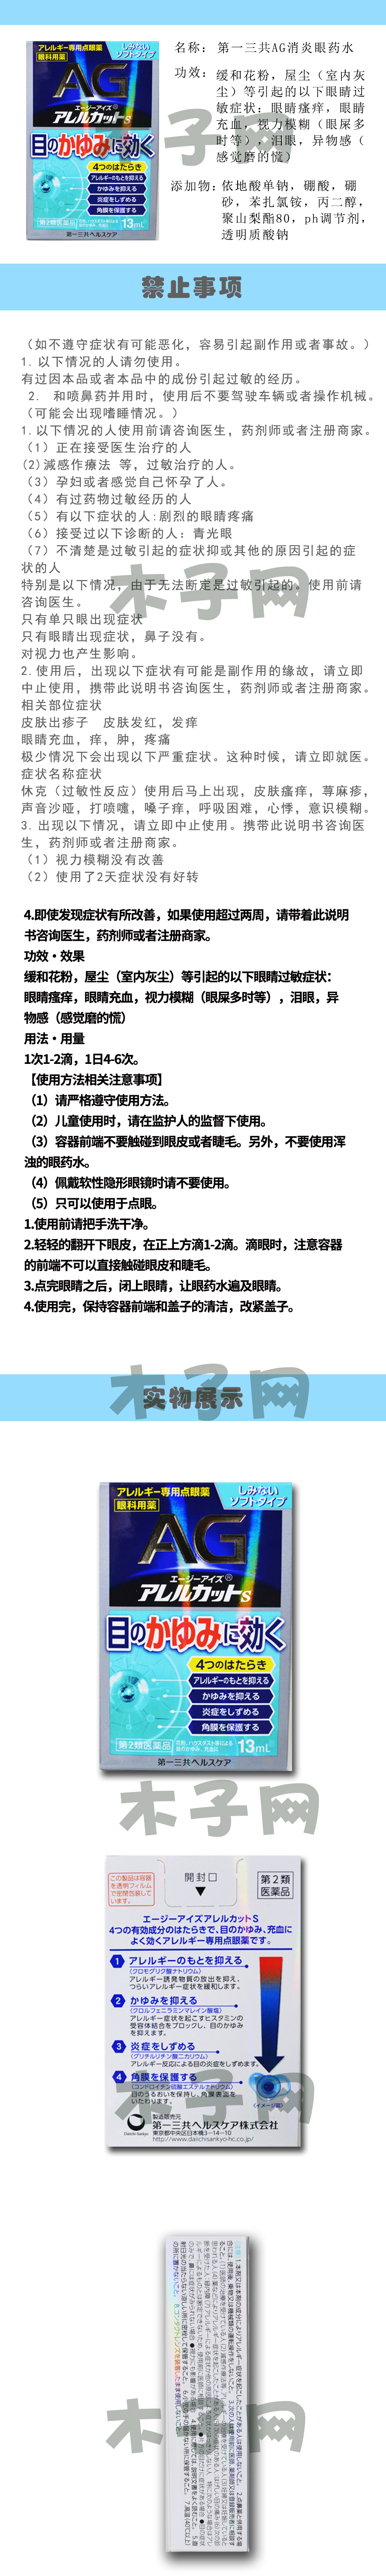 アレルギー専用点眼薬
眼科用薬
しみない
ソフトタイプ
AG
エージーアイズ®
アレルカットS
目のかゆみに効く
4つのはたらき
アレルギーのもとを抑える
かゆみを抑える
炎症をしずめる
角膜を保護する
第2類医薬品
13mL
第一三共ヘルスケア
名称：第一三共AG消炎眼药水
功效：缓和花粉，屋尘（室内灰
尘）等引起的以下眼睛过
敏症状：眼睛瘙痒，眼睛
充血，视力模糊（眼屎多
时等），泪眼，异物感（
感觉磨的慌）
添加物：依地酸单钠，硼酸，硼
砂，苯扎氯铵，丙二醇，
聚山梨酯80，ph调节剂，
透明质酸钠
木子网
禁止事项
（如不遵守症状有可能恶化，容易引起副作用或者事故。）
1. 以下情况的人请勿使用。
有过因本品或者本品中的成份引起过敏的经历。
2. 和喷鼻药并用时，使用后不要驾驶车辆或者操作机械。
（可能会出现嗜睡情况。）
1. 以下情况的人使用前请咨询医生，药剂师或者注册商家。
（1）正在接受医生治疗的人
(2)減感作療法 等，过敏治疗的人。
（3）孕妇或者感觉自己怀孕了人。
（4）有过药物过敏经历的人
（5）有以下症状的人:剧烈的眼睛疼痛
（6）接受过以下诊断的人：青光眼
（7）不清楚是过敏引起的症状抑或其他的原因引起的症
状的人
特别是以下情况，由于无法断定是过敏引起的。使用前请
咨询医生。
只有单只眼出现症状
只有眼睛出现症状，鼻子没有。
对视力也产生影响。
2. 使用后，出现以下症状有可能是副作用的缘故，请立即
中止使用，携带此说明书咨询医生，药剂师或者注册商家。
相关部位症状
皮肤出疹子 皮肤发红，发痒
眼睛充血，痒，肿，疼痛
极少情况下会出现以下严重症状。这种时候，请立即就医。
症状名称症状
休克（过敏性反应）使用后马上出现，皮肤瘙痒，荨麻疹，
声音沙哑，打喷嚏，嗓子痒，呼吸困难，心悸，意识模糊。
3. 出现以下情况，请立即中止使用。携带此说明书咨询医
生，药剂师或者注册商家。
（1）视力模糊没有改善
（2）使用了2天症状没有好转
木子网
4.即使发现症状有所改善，如果使用超过两周，请带着此说明
书咨询医生，药剂师或者注册商家。
功效・效果
缓和花粉，屋尘（室内灰尘）等引起的以下眼睛过敏症状：
眼睛瘙痒，眼睛充血，视力模糊（眼屎多时等），泪眼，异
物感（感觉磨的慌）
用法・用量
1次1-2滴，1日4-6次。
【使用方法相关注意事项】
（1）请严格遵守使用方法。
（2）儿童使用时，请在监护人的监督下使用。
（3）容器前端不要触碰到眼皮或者睫毛。另外，不要使用浑
浊的眼药水。
（4）佩戴软性隐形眼镜时请不要使用。
（5）只可以使用于点眼。
1.使用前请把手洗干净。
2.轻轻的翻开下眼皮，在正上方滴1-2滴。滴眼时，注意容器
的前端不可以直接触碰眼皮和睫毛。
3.点完眼睛之后，闭上眼睛，让眼药水遍及眼睛。
4.使用完，保持容器前端和盖子的清洁，改紧盖子。
木子网
实物展示
アレルギー専用点眼薬
眼科用薬
しみない
ソフトタイプ
AG
エージーアイズ®
アレルカットS
目のかゆみに効く
4つのはたらき
アレルギーのもとを抑える
かゆみを抑える
炎症をしずめる
角膜を保護する
第2類医薬品
花粉、ハウスダスト等による
目のかゆみ、充血に
13mL
第一三共ヘルスケア
木子网
この製品は容器
を透明フィルム
で密閉包装して
います。
開封口
第2類
医薬品
エージーアイズアレルカットS
4つの有効成分のはたらきで、目のかゆみ、充血に
よく効くアレルギー専用点眼薬です。
1 アレルギーのもとを抑える
〈クロモグリク酸ナトリウム〉
アレルギー誘発物質の放出を抑え、
つらいアレルギー症状を緩和します。
2 かゆみを抑える
〈クロルフェニラミンマレイン酸塩〉
アレルギー症状を起こすヒスタミンの
受容体結合をブロックし、目のかゆみ
を抑えます。
3 炎症をしずめる
〈グリチルリチン酸二カリウム〉
アレルギー反応による目の炎症をしずめます。
4 角膜を保護する
〈コンドロイチン硫酸エステルナトリウム〉
目のうるおいを保持し、角膜表面を
いたわります。
〈イメージ図〉
木子网
Daiichi-Sankyo
製造販売元
第一三共ヘルスケア株式会社
東京都中央区日本橋3-14-10
http://www.daiichisankyo-hc.co.jp/
木子网